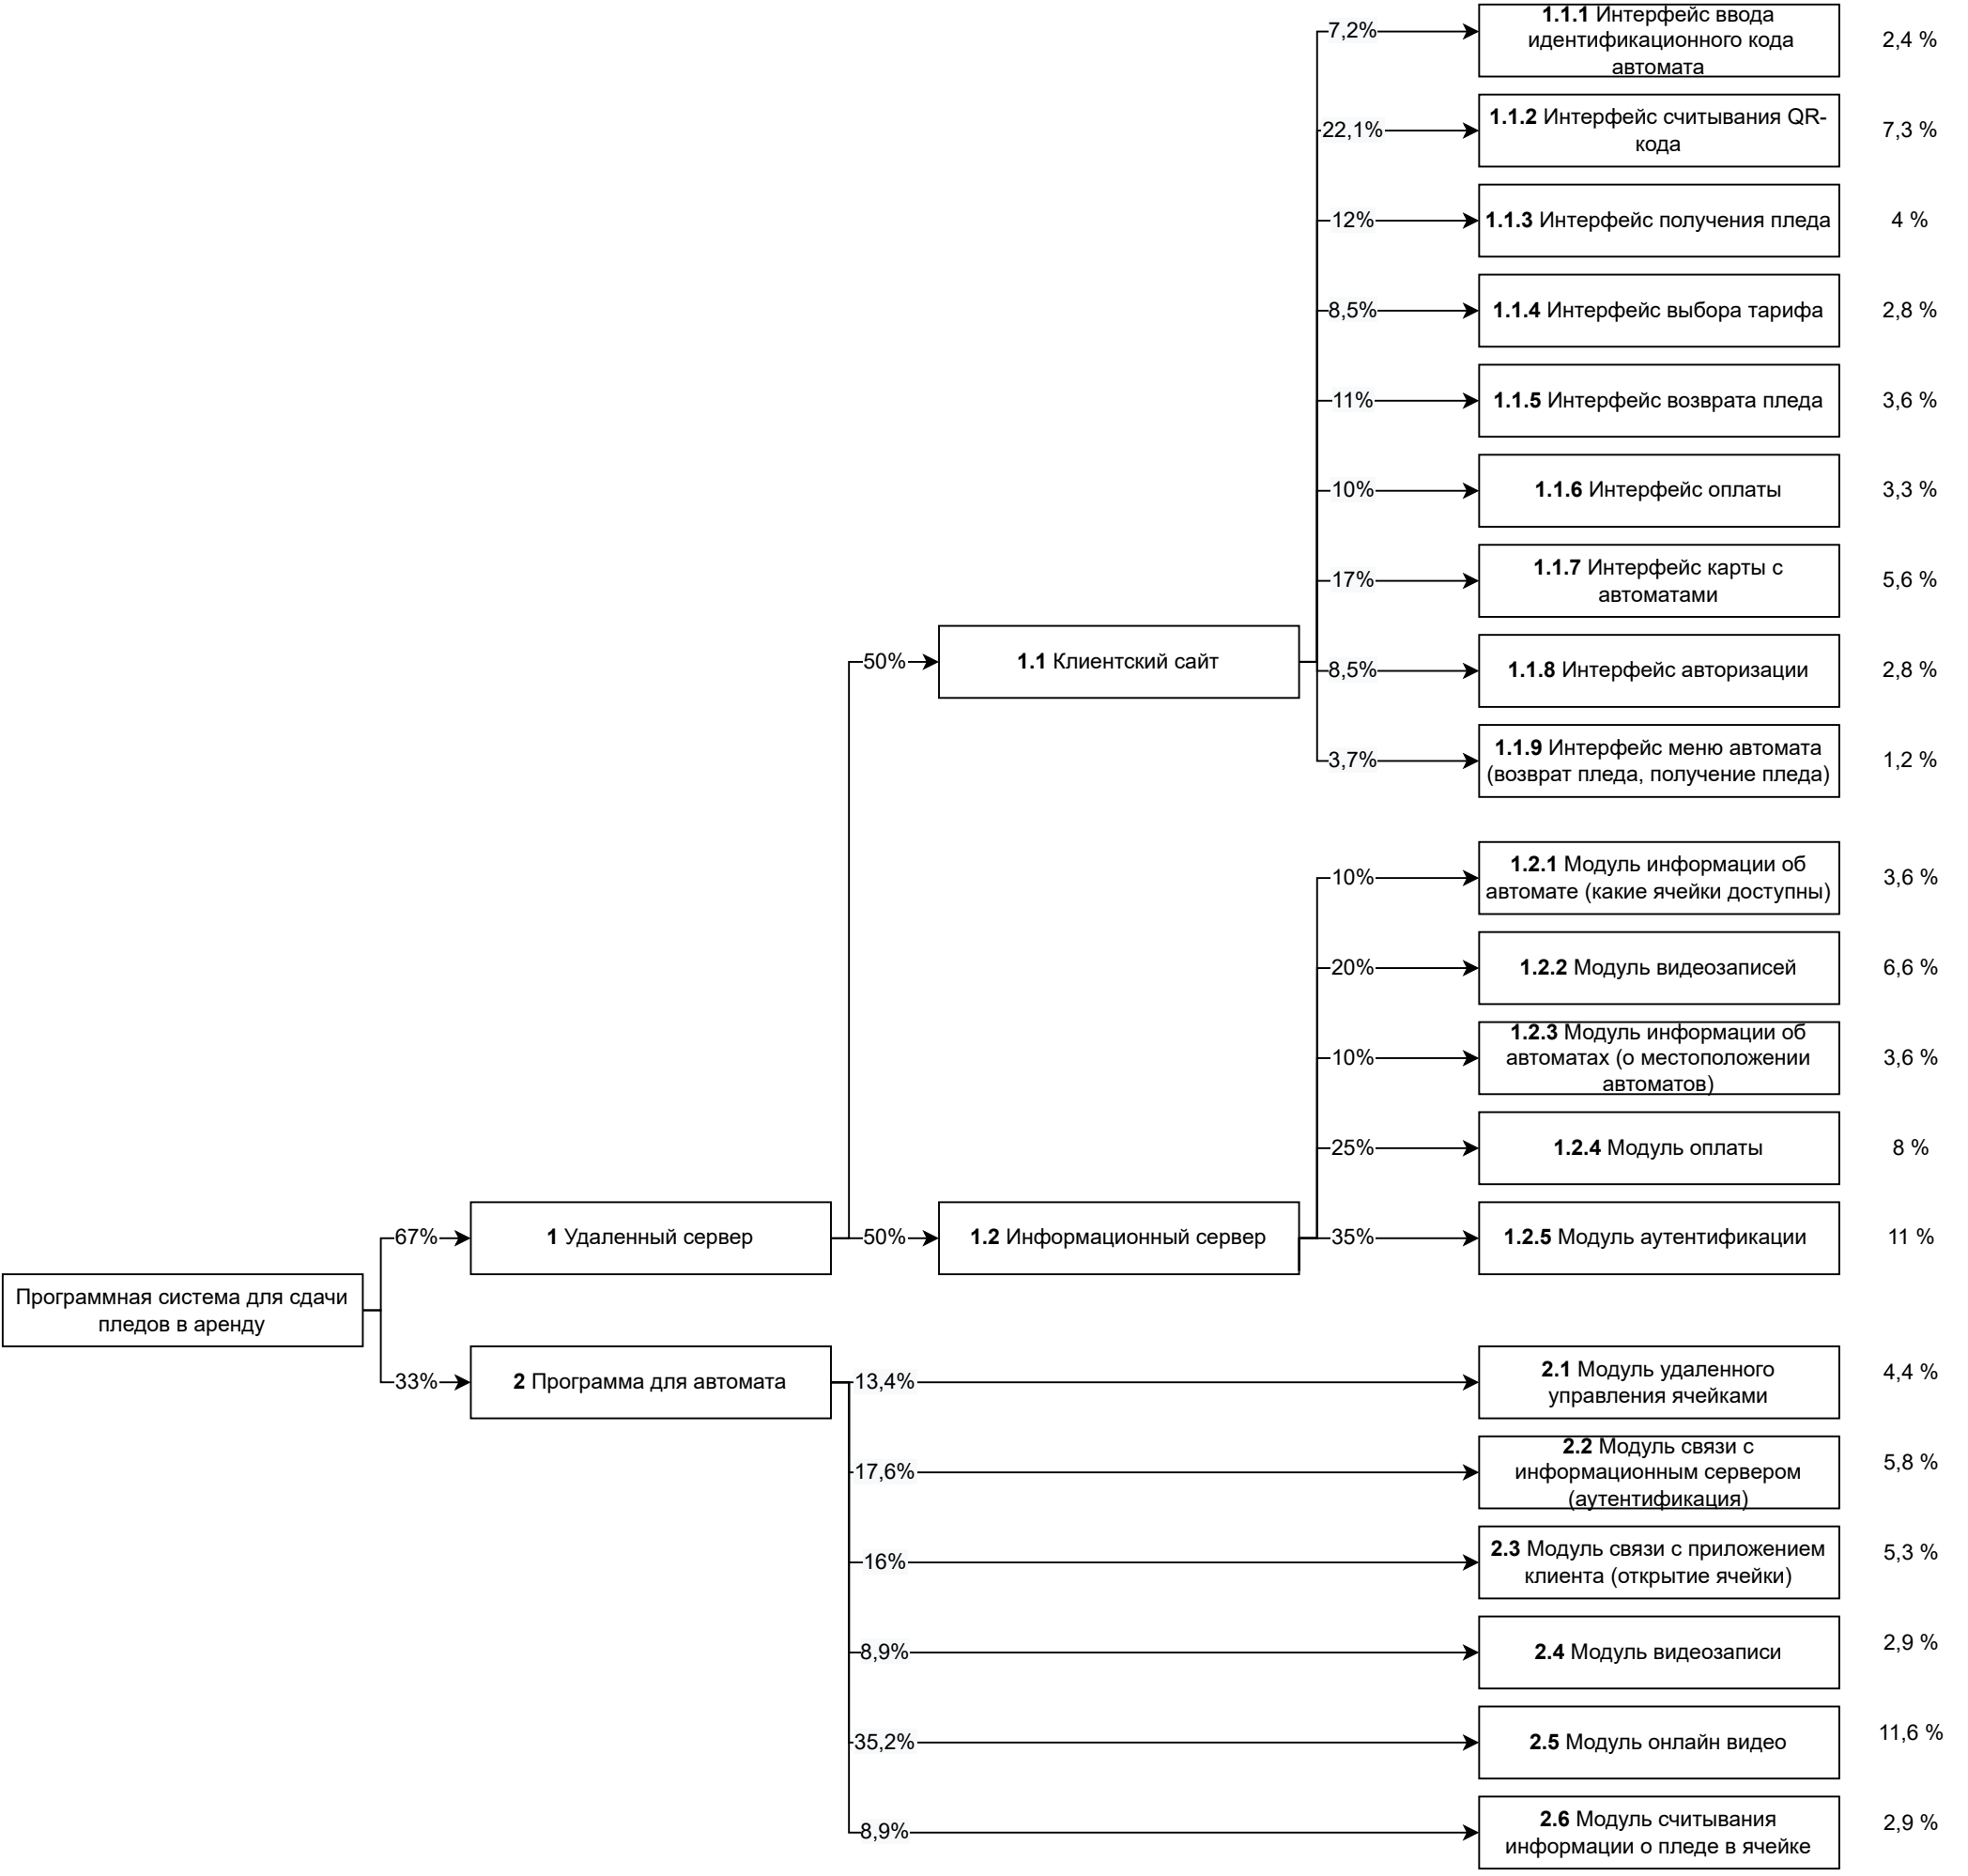 7,2%
1.1.1 Интерфейс ввода
идентификационного кода
автомата
2,4 %
22,1%
1.1.2 Интерфейс считывания QR-
кода
7,3 %
12%
1.1.3 Интерфейс получения пледа
4 %
8,5%
1.1.4 Интерфейс выбора тарифа
2,8 %
11%
1.1.5 Интерфейс возврата пледа
3,6 %
10%
1.1.6 Интерфейс оплаты
3,3 %
17%
1.1.7 Интерфейс карты с
автоматами
5,6 %
50%
1.1 Клиентский сайт
8,5%
1.1.8 Интерфейс авторизации
2,8 %
3,7%
1.1.9 Интерфейс меню автомата
(возврат пледа, получение пледа)
1,2 %
10%
1.2.1 Модуль информации об
автомате (какие ячейки доступны)
3,6 %
20%
1.2.2 Модуль видеозаписей
6,6 %
10%
1.2.3 Модуль информации об
автоматах (о местоположении
автоматов)
3,6 %
25%
1.2.4 Модуль оплаты
8 %
67%
1 Удаленный сервер
50%
1.2 Информационный сервер
35%
1.2.5 Модуль аутентификации
11 %
Программная система для сдачи
пледов в аренду
33%
2 Программа для автомата
13,4%
2.1 Модуль удаленного
управления ячейками
4,4 %
17,6%
2.2 Модуль связи с
информационным сервером
(аутентификация)
5,8 %
16%
2.3 Модуль связи с приложением
клиента (открытие ячейки)
5,3 %
8,9%
2.4 Модуль видеозаписи
2,9 %
35,2%
2.5 Модуль онлайн видео
11,6 %
8,9%
2.6 Модуль считывания
информации о пледе в ячейке
2,9 %